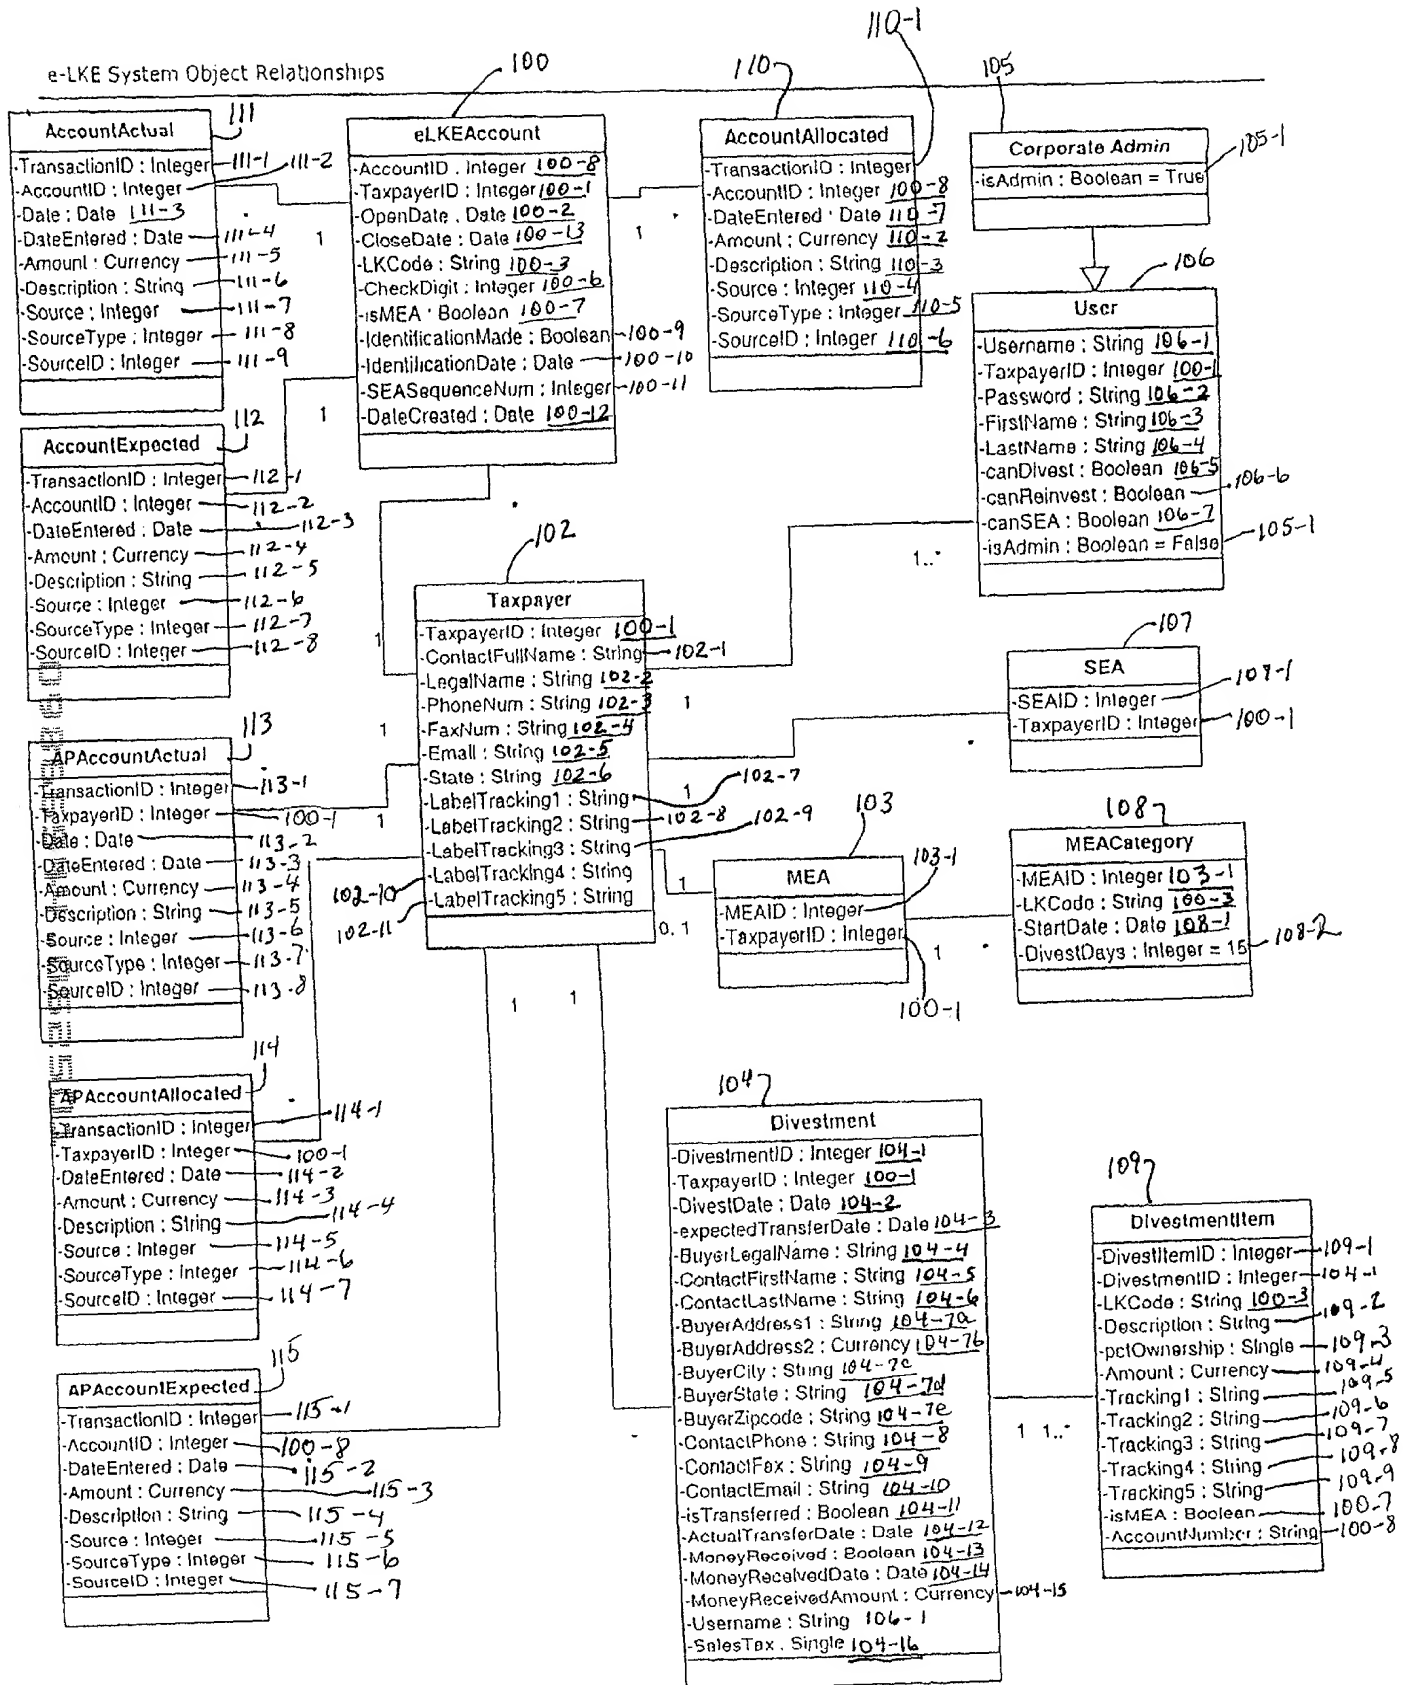 e-LKE System Object Relationships
100
110
110-1
105
111
AccountActual
-TransactionID : Integer 111-1
-AccountID : Integer 111-2
-Date : Date 111-3
-DateEntered : Date 111-4
-Amount : Currency 111-5
-Description : String 111-6
-Source : Integer 111-7
-SourceType : Integer 111-8
-SourceID : Integer 111-9
eLKEAccount
-AccountID . Integer 100-8
-TaxpayerID : Integer 100-1
-OpenDate . Date 100-2
-CloseDate : Date 100-13
-LKCode : String 100-3
-CheckDigit : Integer 100-6
-isMEA : Boolean 100-7
-IdentificationMade : Boolean 100-9
-IdentificationDate : Date 100-10
-SEASequenceNum : Integer 100-11
-DateCreated : Date 100-12
AccountAllocated
-TransactionID : Integer
-AccountID : Integer 100-8
-DateEntered : Date 110-7
-Amount : Currency 110-2
-Description : String 110-3
-Source : Integer 110-4
-SourceType : Integer 110-5
-SourceID : Integer 110-6
Corporate Admin
-isAdmin : Boolean = True
105-1
106
User
-Username : String 106-1
-TaxpayerID : Integer 100-1
-Password : String 106-2
-FirstName : String 106-3
-LastName : String 106-4
-canDivest : Boolean 106-5
-canReinvest : Boolean 106-6
-canSEA : Boolean 106-7
-isAdmin : Boolean = False 105-1
1
1
1
1..*
112
AccountExpected
-TransactionID : Integer 112-1
-AccountID : Integer 112-2
-DateEntered : Date 112-3
-Amount : Currency 112-4
-Description : String 112-5
-Source : Integer 112-6
-SourceType : Integer 112-7
-SourceID : Integer 112-8
102
Taxpayer
-TaxpayerID : Integer 100-1
-ContactFullName : String 102-1
-LegalName : String 102-2
-PhoneNum : String 102-3
-FaxNum : String 102-4
-Email : String 102-5
-State : String 102-6
-LabelTracking1 : String 102-7
-LabelTracking2 : String 102-8
-LabelTracking3 : String 102-9
102-10 -LabelTracking4 : String
102-11 -LabelTracking5 : String
1
1
1
1
1
1
0.1
1
1
107
SEA
-SEAID : Integer 107-1
-TaxpayerID : Integer 100-1
103
MEA
-MEAID : Integer 103-1
-TaxpayerID : Integer
100-1
1
108
MEACategory
-MEAID : Integer 103-1
-LKCode : String 100-3
-StartDate : Date 108-1
-DivestDays : Integer = 15 108-2
113
APAccountActual
-TransactionID : Integer 113-1
-TaxpayerID : Integer 100-1
-Date : Date 113-2
-DateEntered : Date 113-3
-Amount : Currency 113-4
-Description : String 113-5
-Source : Integer 113-6
-SourceType : Integer 113-7
-SourceID : Integer 113-8
114
APAccountAllocated
-TransactionID : Integer 114-1
-TaxpayerID : Integer 100-1
-DateEntered : Date 114-2
-Amount : Currency 114-3
-Description : String 114-4
-Source : Integer 114-5
-SourceType : Integer 114-6
-SourceID : Integer 114-7
115
APAccountExpected
-TransactionID : Integer 115-1
-AccountID : Integer 100-8
-DateEntered : Date 115-2
-Amount : Currency 115-3
-Description : String 115-4
-Source : Integer 115-5
-SourceType : Integer 115-6
-SourceID : Integer 115-7
104
Divestment
-DivestmentID : Integer 104-1
-TaxpayerID : Integer 100-1
-DivestDate : Date 104-2
-expectedTransferDate : Date 104-3
-BuyerLegalName : String 104-4
-ContactFirstName : String 104-5
-ContactLastName : String 104-6
-BuyerAddress1 : String 104-7a
-BuyerAddress2 : Currency 104-7b
-BuyerCity : String 104-7c
-BuyerState : String 104-7d
-BuyerZipcode : String 104-7e
-ContactPhone : String 104-8
-ContactFax : String 104-9
-ContactEmail : String 104-10
-isTransferred : Boolean 104-11
-ActualTransferDate : Date 104-12
-MoneyReceived : Boolean 104-13
-MoneyReceivedDate : Date 104-14
-MoneyReceivedAmount : Currency 104-15
-Username : String 106-1
-SalesTax . Single 104-16
1 1..*
109
DivestmentItem
-DivestItemID : Integer 109-1
-DivestmentID : Integer 104-1
-LKCode : String 100-3
-Description : String 109-2
-pctOwnership : Single 109-3
-Amount : Currency 109-4
-Tracking1 : String 109-5
-Tracking2 : String 109-6
-Tracking3 : String 109-7
-Tracking4 : String 109-8
-Tracking5 : String 109-9
-isMEA : Boolean 100-7
-AccountNumber : String 100-8